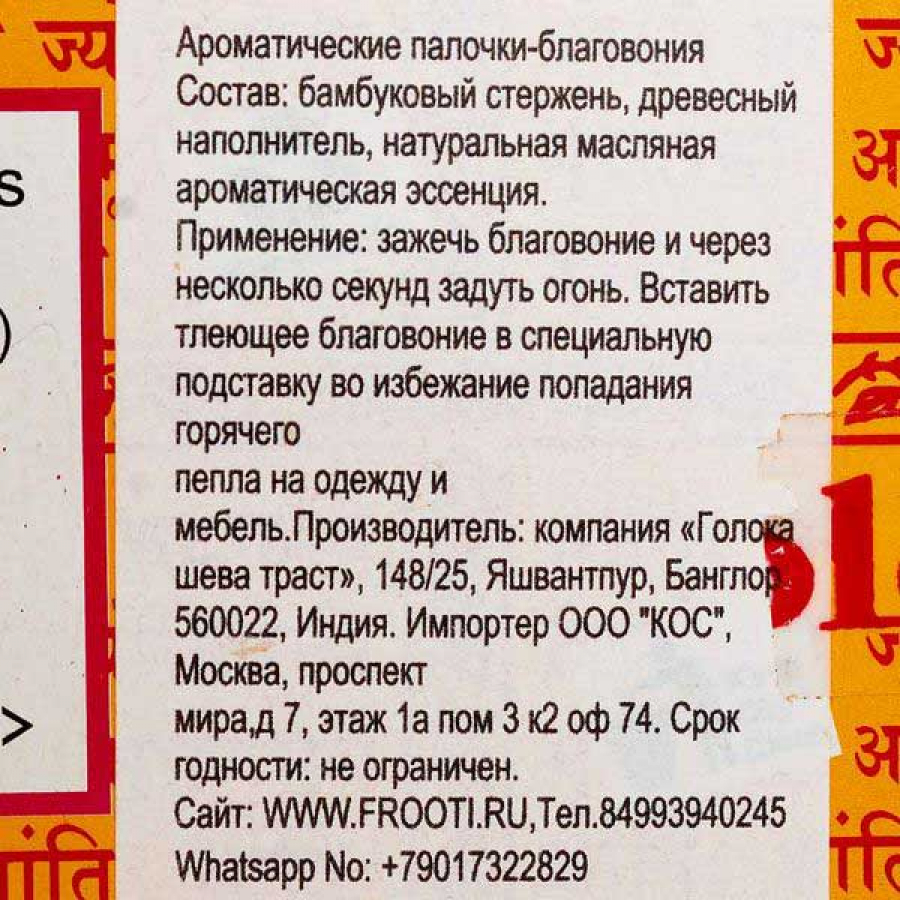 Ароматические палочки-благовония
Состав: бамбуковый стержень, древесный
наполнитель, натуральная масляная
ароматическая эссенция.
Применение: зажечь благовоние и через
несколько секунд задуть огонь. Вставить
тлеющее благовоние в специальную
подставку во избежание попадания
горячего
пепла на одежду и
мебель.Производитель: компания «Голока
шева траст», 148/25, Яшвантпур, Банглор
560022, Индия. Импортер ООО "КОС",
Москва, проспект
мира,д 7, этаж 1а пом 3 к2 оф 74. Срок
годности: не ограничен.
Сайт: WWW.FROOTI.RU,Тел.84993940245
Whatsapp No: +79017322829